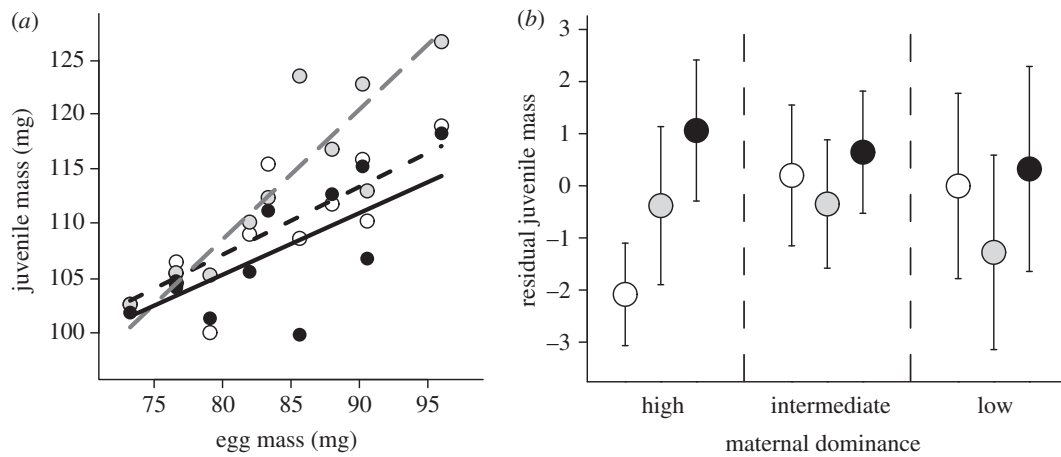 (a)
125
120
115
110
105
100
juvenile mass (mg)
75 80 85 90 95
egg mass (mg)
(b)
3
2
1
0
–1
–2
–3
residual juvenile mass
high intermediate low
maternal dominance